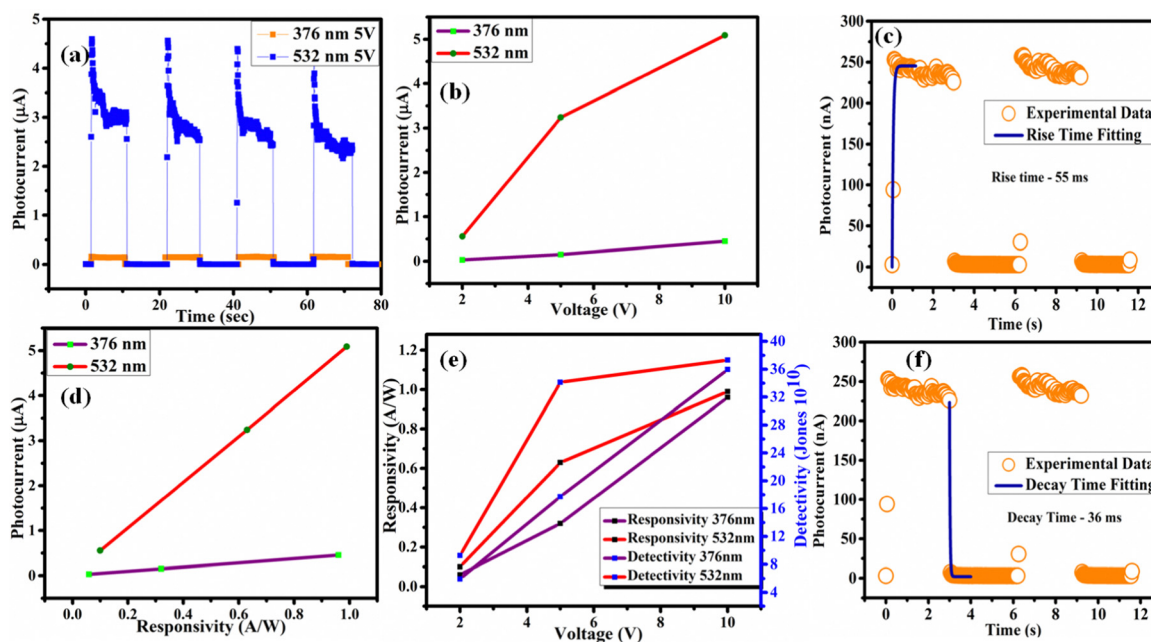 (a)
376 nm 5V
532 nm 5V
Photocurrent (μA)
5
4
3
2
1
0
0 20 40 60 80
Time (sec)
(b)
376 nm
532 nm
Photocurrent (μA)
5
4
3
2
1
0
2 4 6 8 10
Voltage (V)
(c)
Experimental Data
Rise Time Fitting
Rise time - 55 ms
Photocurrent (nA)
300
250
200
150
100
50
0
0 2 4 6 8 10 12
Time (s)
376 nm
532 nm
(d)
Photocurrent (μA)
5
4
3
2
1
0
0.0 0.2 0.4 0.6 0.8 1.0
Responsivity (A/W)
(e)
Responsivity (A/W)
1.2
1.0
0.8
0.6
0.4
0.2
0.0
Responsivity 376nm
Responsivity 532nm
Detectivity 376nm
Detectivity 532nm
2 4 6 8 10
Voltage (V)
40
36
32
28
24
20
16
12
8
4
Detectivity (Jones 10¹⁰)
(f)
Experimental Data
Decay Time Fitting
Decay Time - 36 ms
Photocurrent (nA)
300
250
200
150
100
50
0
0 2 4 6 8 10 12
Time (s)